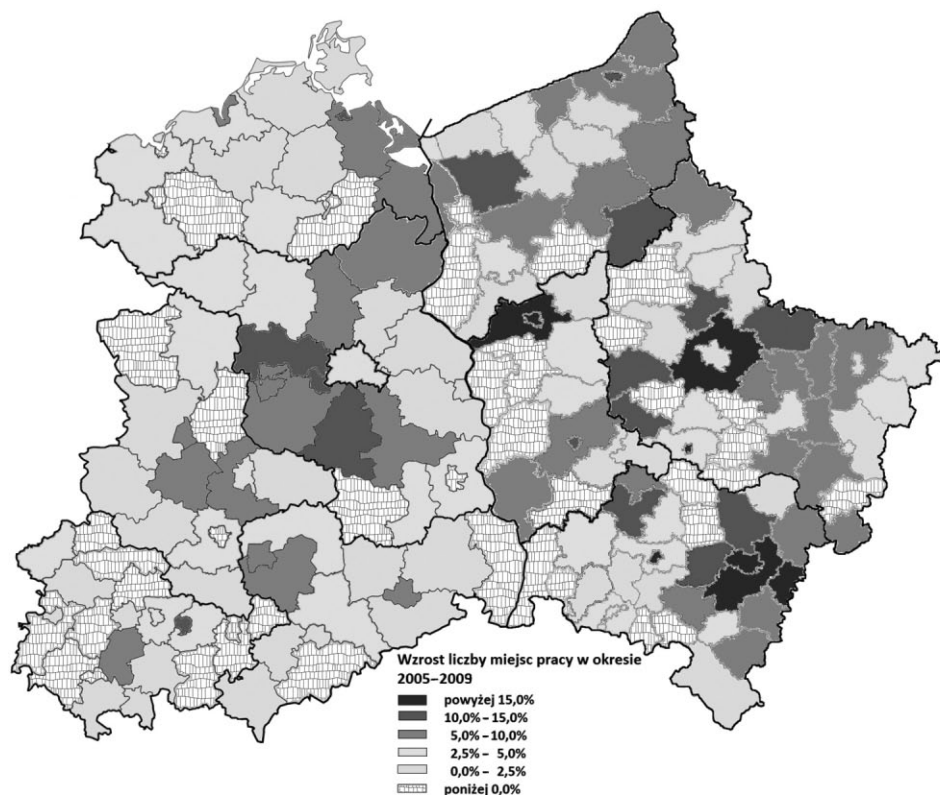 Wzrost liczby miejsc pracy w okresie
2005–2009
powyżej 15,0%
10,0% – 15,0%
5,0% – 10,0%
2,5% – 5,0%
0,0% – 2,5%
poniżej 0,0%